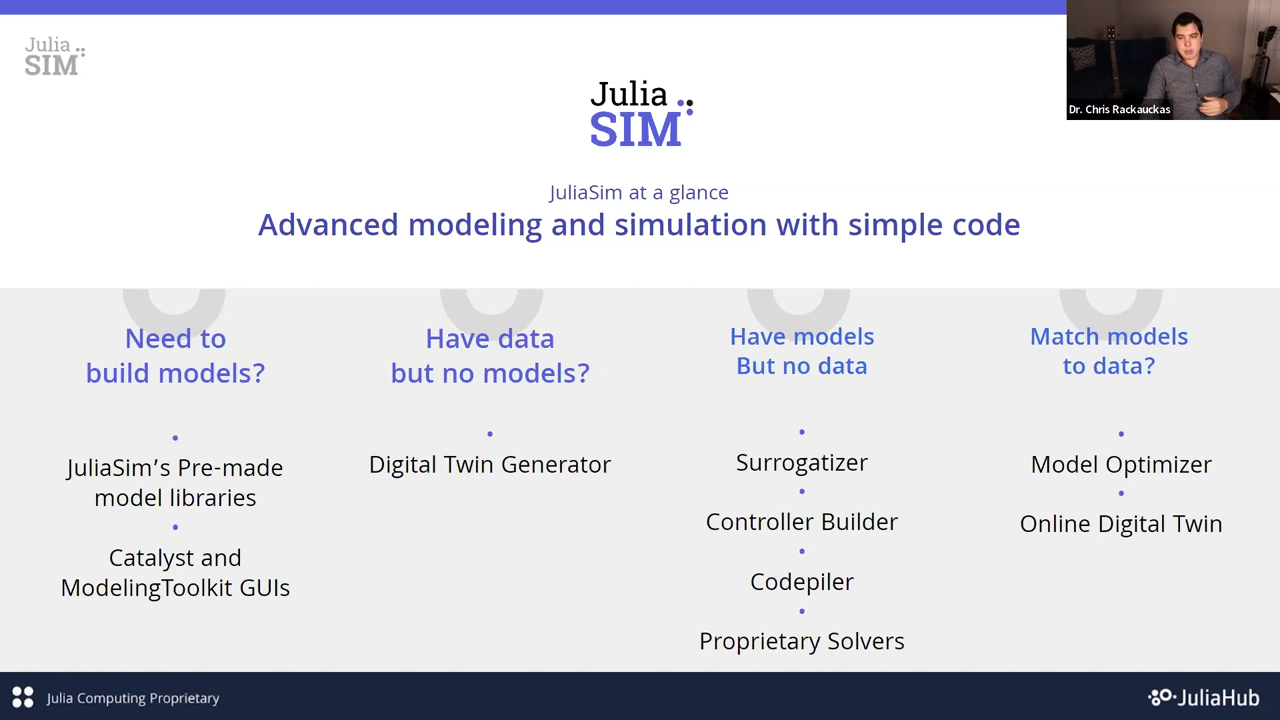 Julia
SIM
Dr. Chris Rackauckas
Julia
SIM
JuliaSim at a glance
Advanced modeling and simulation with simple code
Need to
build models?
• 
JuliaSim’s Pre-made
model libraries
• 
Catalyst and
ModelingToolkit GUIs
Have data
but no models?
• 
Digital Twin Generator
Have models
But no data
• 
Surrogatizer
• 
Controller Builder
• 
Codepiler
• 
Proprietary Solvers
Match models
to data?
• 
Model Optimizer
• 
Online Digital Twin
Julia Computing Proprietary
JuliaHub